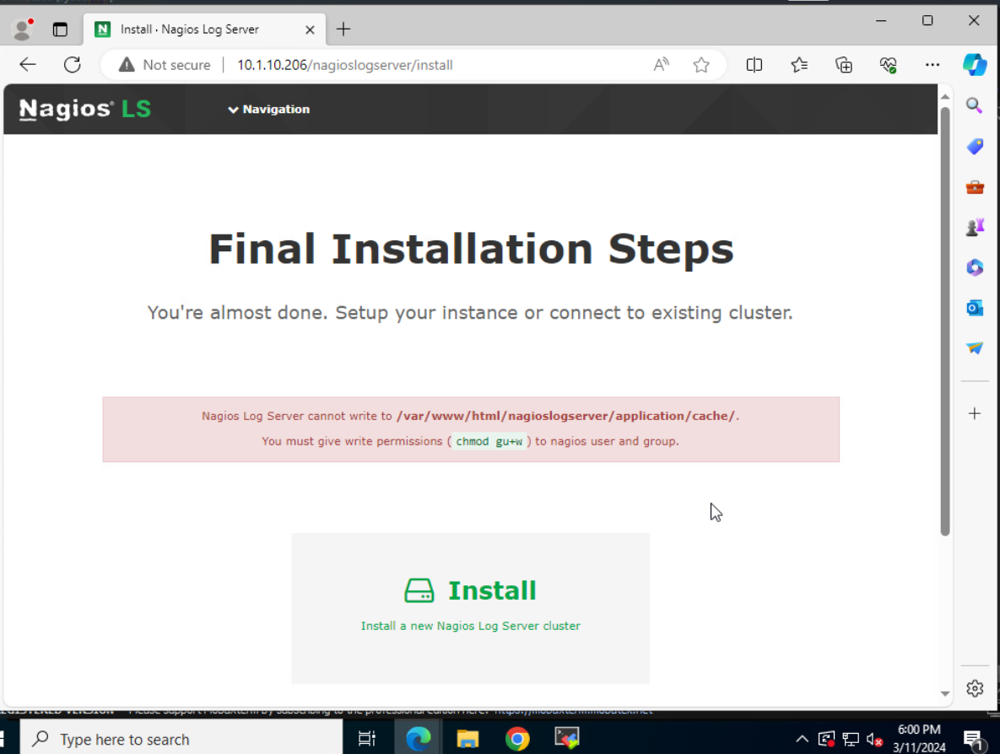 Install · Nagios Log Server
Not secure | 10.1.10.206/nagioslogserver/install
Nagios® LS
Navigation
Final Installation Steps
You're almost done. Setup your instance or connect to existing cluster.
Nagios Log Server cannot write to /var/www/html/nagioslogserver/application/cache/.
You must give write permissions ( chmod gu+w ) to nagios user and group.
Install
Install a new Nagios Log Server cluster
Type here to search
6:00 PM
3/11/2024
1